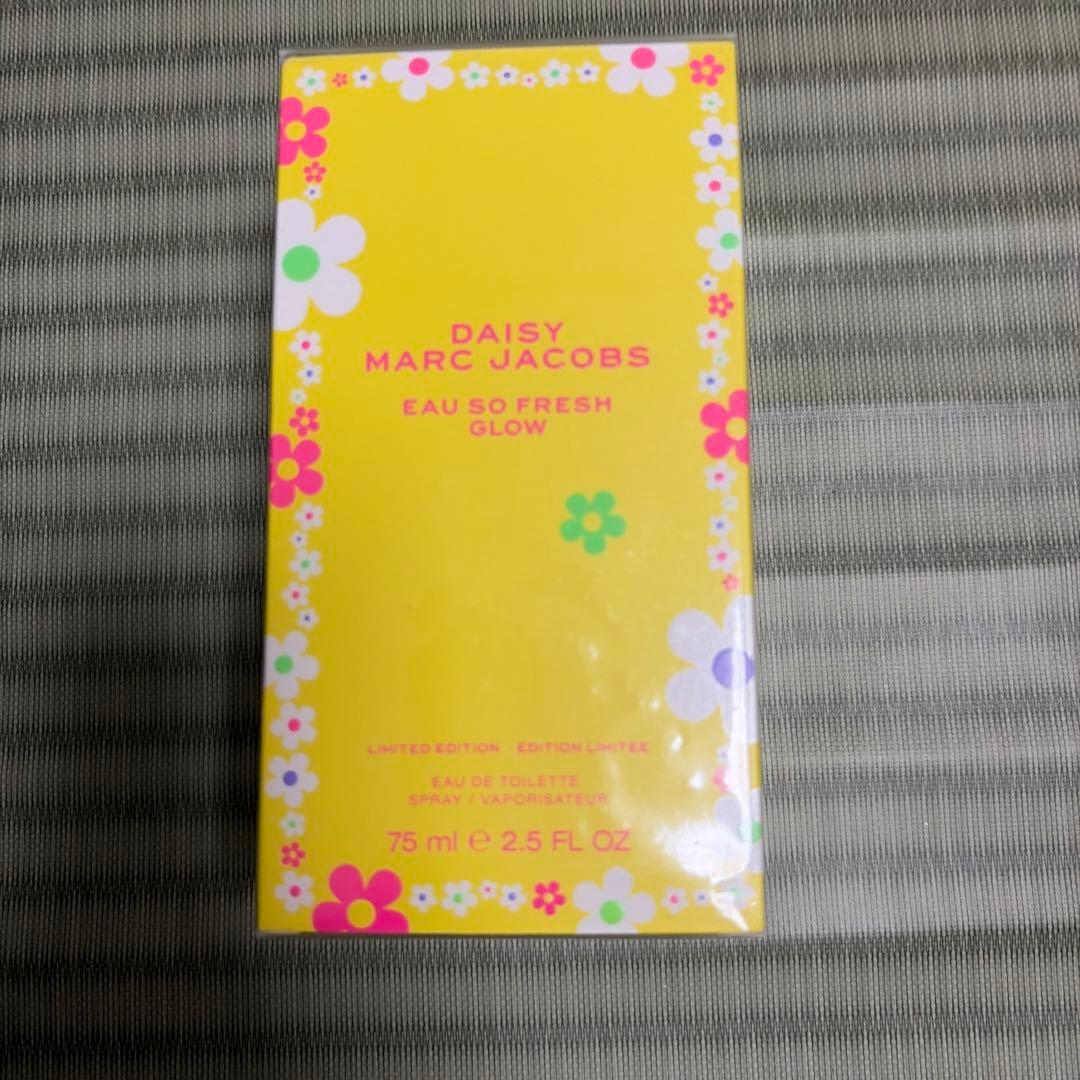 DAISY
MARC JACOBS
EAU SO FRESH
GLOW
LIMITED EDITION EDITION LIMITEE
EAU DE TOILETTE
SPRAY / VAPORISATEUR
75 ml ℮ 2.5 FL OZ